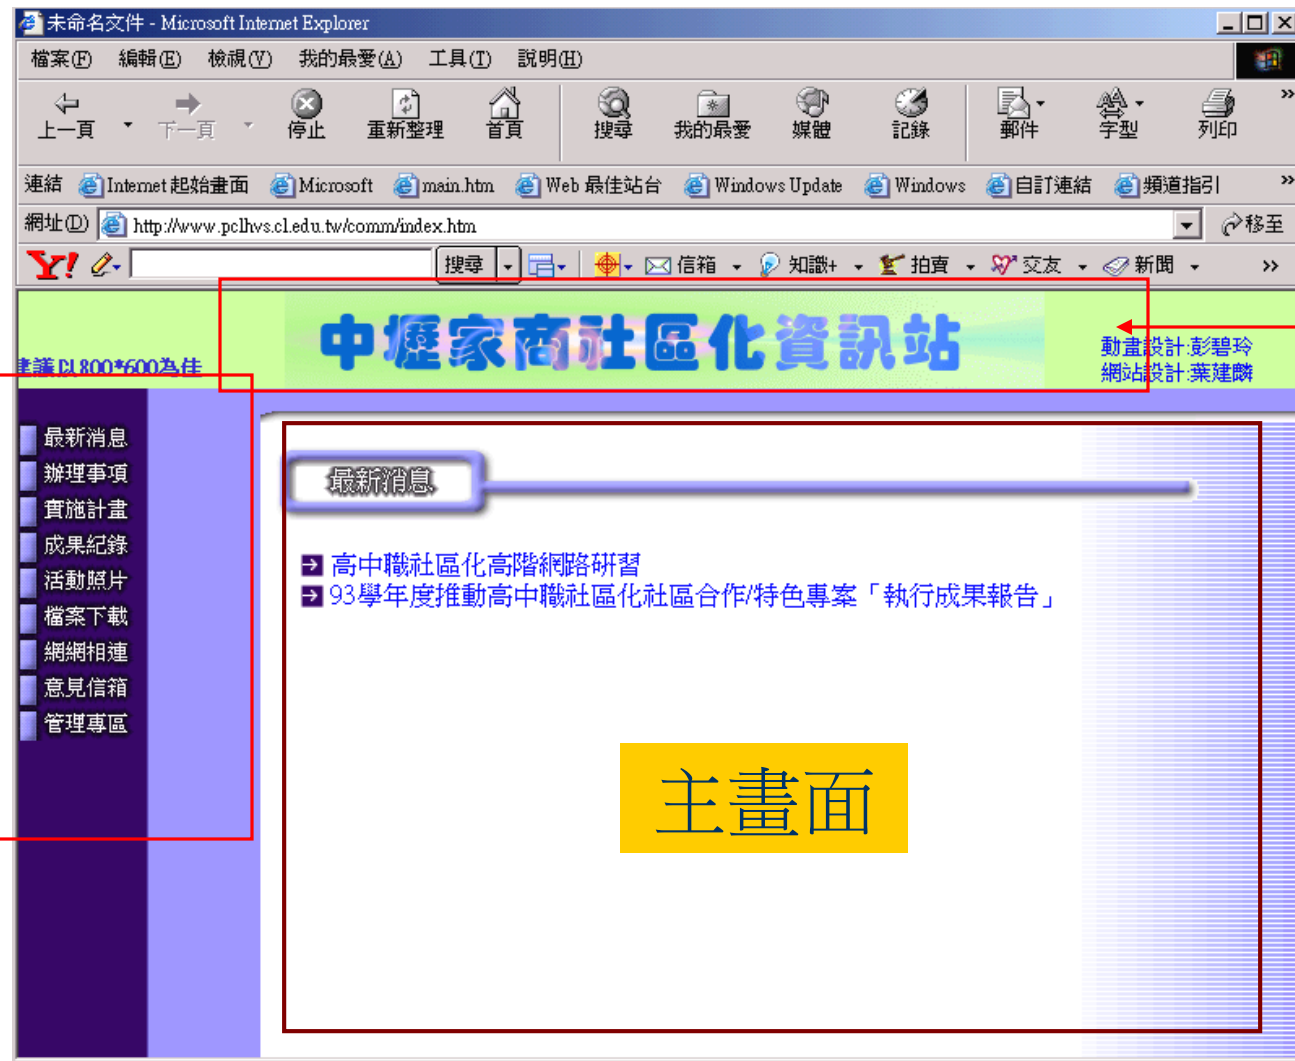 未命名文件 - Microsoft Internet Explorer
檔案(F) 編輯(E) 檢視(V) 我的最愛(A) 工具(T) 說明(H)
上一頁 下一頁 停止 重新整理 首頁 搜尋 我的最愛 媒體 記錄 郵件 字型 列印 »
連結 Internet 起始畫面 Microsoft main.htm Web 最佳站台 Windows Update Windows 自訂連結 頻道指引 »
網址(D) http://www.pclhvs.cl.edu.tw/comm/index.htm 移至
Y! 搜尋 信箱 知識+ 拍賣 交友 新聞 »
中壢家商社區化資訊站
建議以800*600為佳
動畫設計:彭碧玲
網站設計:葉建麟
最新消息
辦理事項
實施計畫
成果紀錄
活動照片
檔案下載
網網相連
意見信箱
管理專區
最新消息
高中職社區化高階網路研習
93學年度推動高中職社區化社區合作/特色專案「執行成果報告」
主畫面